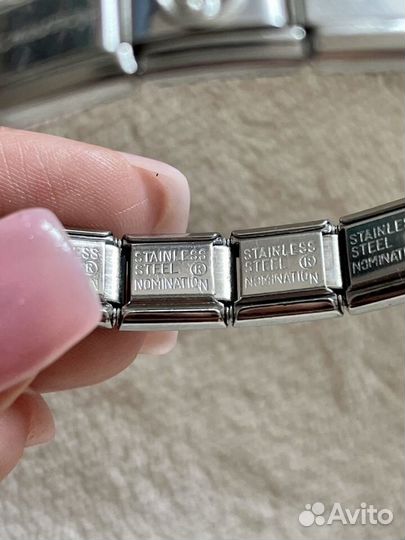 STAINLESS
STEEL K
NOMINATION
STAINLESS
STEEL K
NOMINATION
STAINLESS
STEEL
NOMINATION
Avito